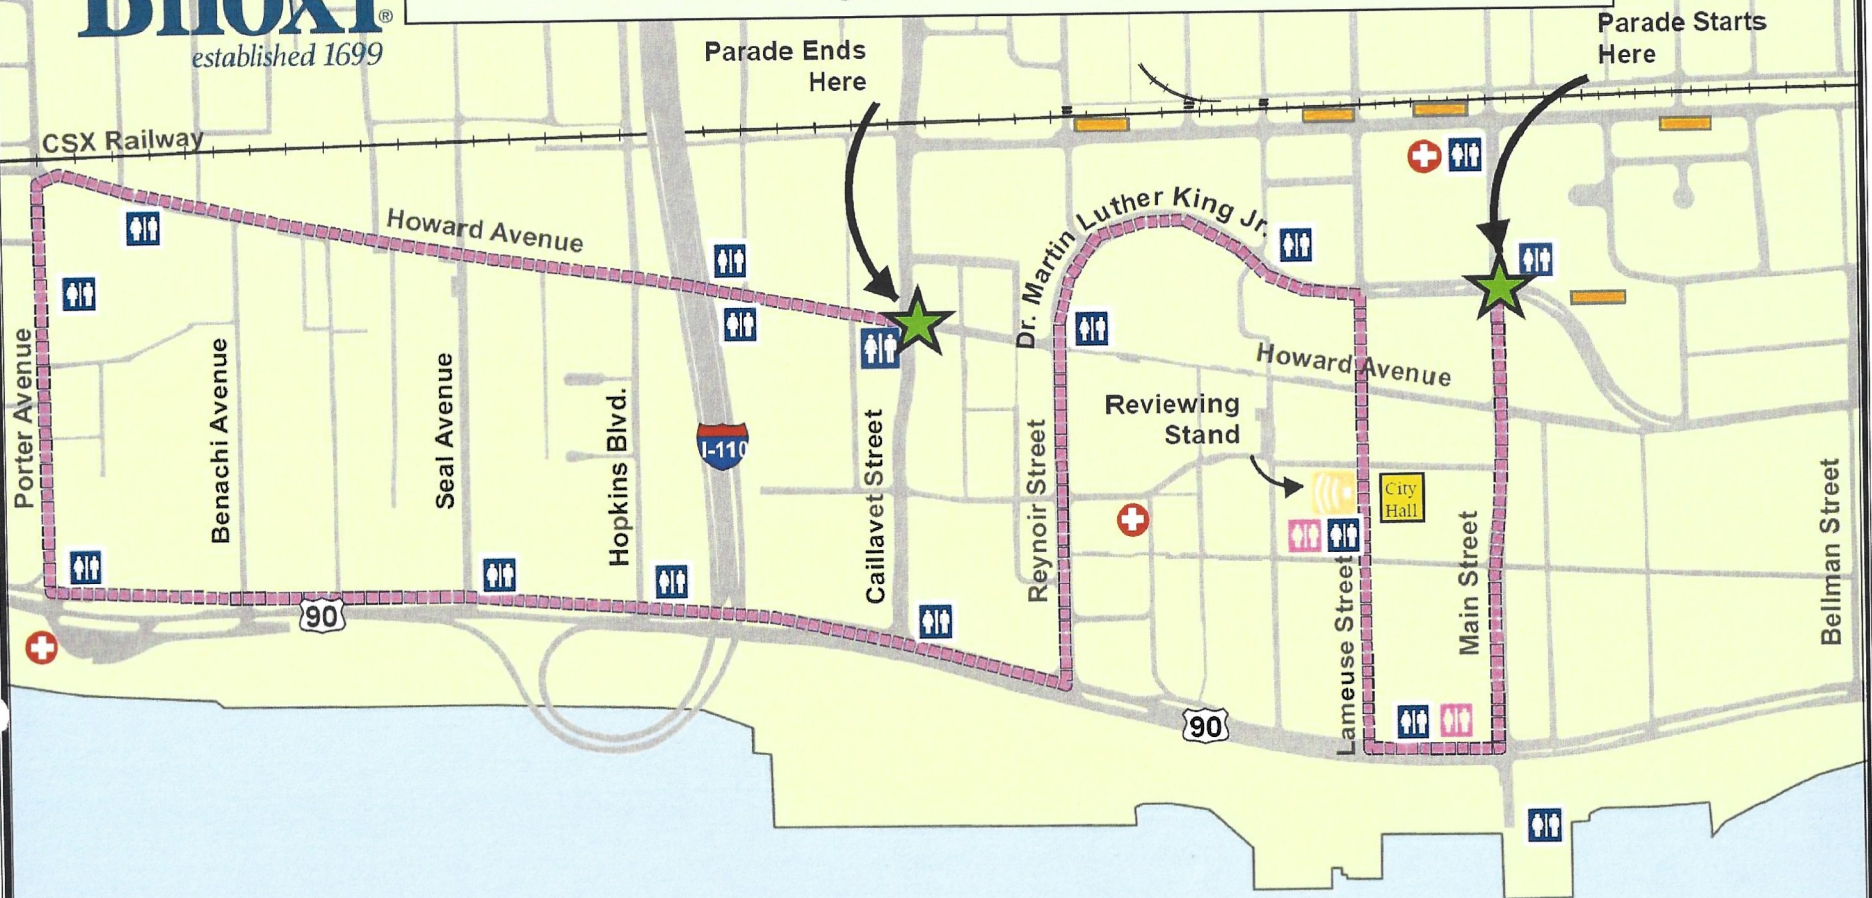 Biloxi®
established 1699
Parade Ends
Here
Parade Starts
Here
CSX Railway
Howard Avenue
Dr. Martin Luther King Jr.
Howard Avenue
Reviewing
Stand
I-110
City
Hall
Porter Avenue
Benachi Avenue
Seal Avenue
Hopkins Blvd.
Caillavet Street
Reynoir Street
Lameuse Street
Main Street
Bellman Street
90
90